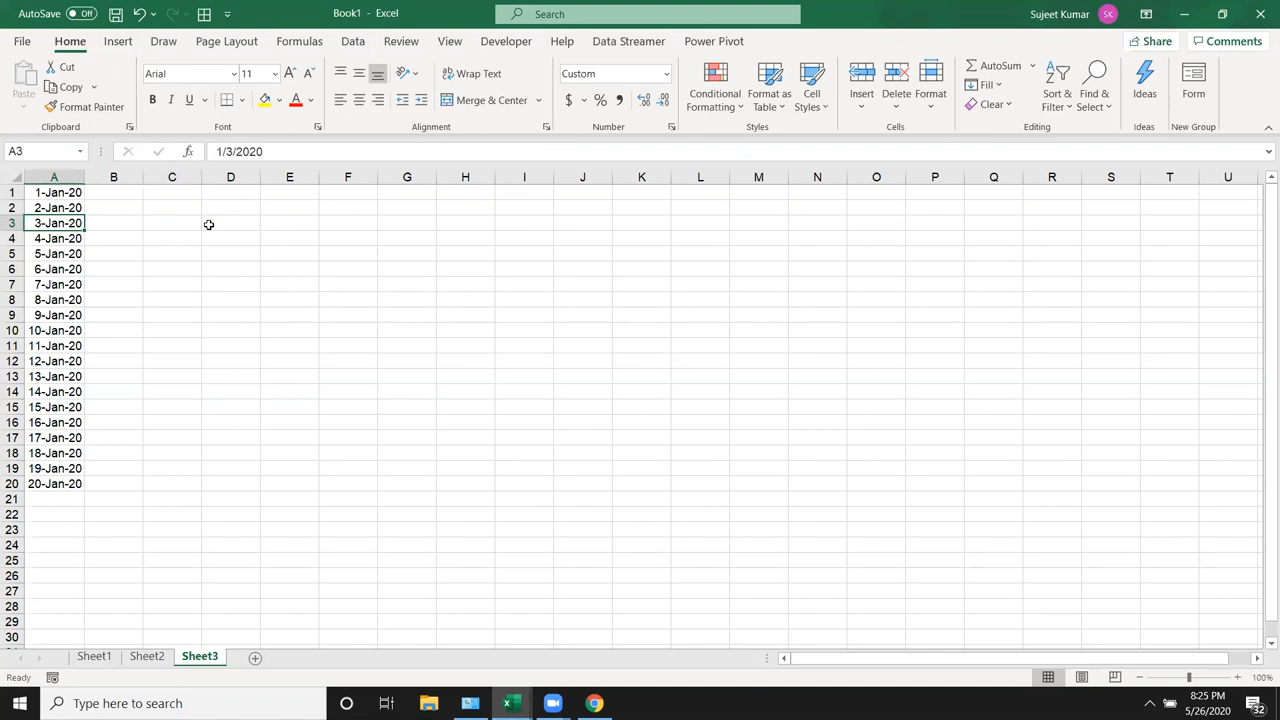 AutoSave Off Book1 - Excel Search Sujeet Kumar SK
File Home Insert Draw Page Layout Formulas Data Review View Developer Help Data Streamer Power Pivot Share Comments
Paste Cut Copy Format Painter Clipboard
Arial 11 A A B I U A Font
Wrap Text Merge & Center Alignment
Custom $ % , Number
Conditional Formatting Format as Table Cell Styles Styles
Insert Delete Format Cells
AutoSum Fill Clear Sort & Filter Find & Select Editing
Ideas Ideas
Form New Group
A3 fx 1/3/2020
A B C D E F G H I J K L M N O P Q R S T U
1 1-Jan-20
2 2-Jan-20
3 3-Jan-20
4 4-Jan-20
5 5-Jan-20
6 6-Jan-20
7 7-Jan-20
8 8-Jan-20
9 9-Jan-20
10 10-Jan-20
11 11-Jan-20
12 12-Jan-20
13 13-Jan-20
14 14-Jan-20
15 15-Jan-20
16 16-Jan-20
17 17-Jan-20
18 18-Jan-20
19 19-Jan-20
20 20-Jan-20
21
22
23
24
25
26
27
28
29
30
Sheet1 Sheet2 Sheet3
Ready 100%
Type here to search 8:25 PM
5/26/2020 32